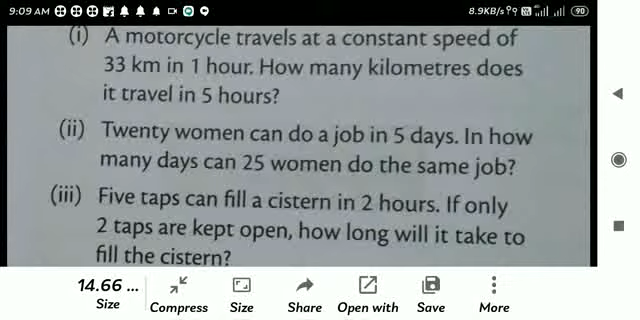 9:09 AM 8.9KB/s 90
(i) A motorcycle travels at a constant speed of
33 km in 1 hour. How many kilometres does
it travel in 5 hours?
(ii) Twenty women can do a job in 5 days. In how
many days can 25 women do the same job?
(iii) Five taps can fill a cistern in 2 hours. If only
2 taps are kept open, how long will it take to
fill the cistern?
14.66 ...
Size Compress Size Share Open with Save More